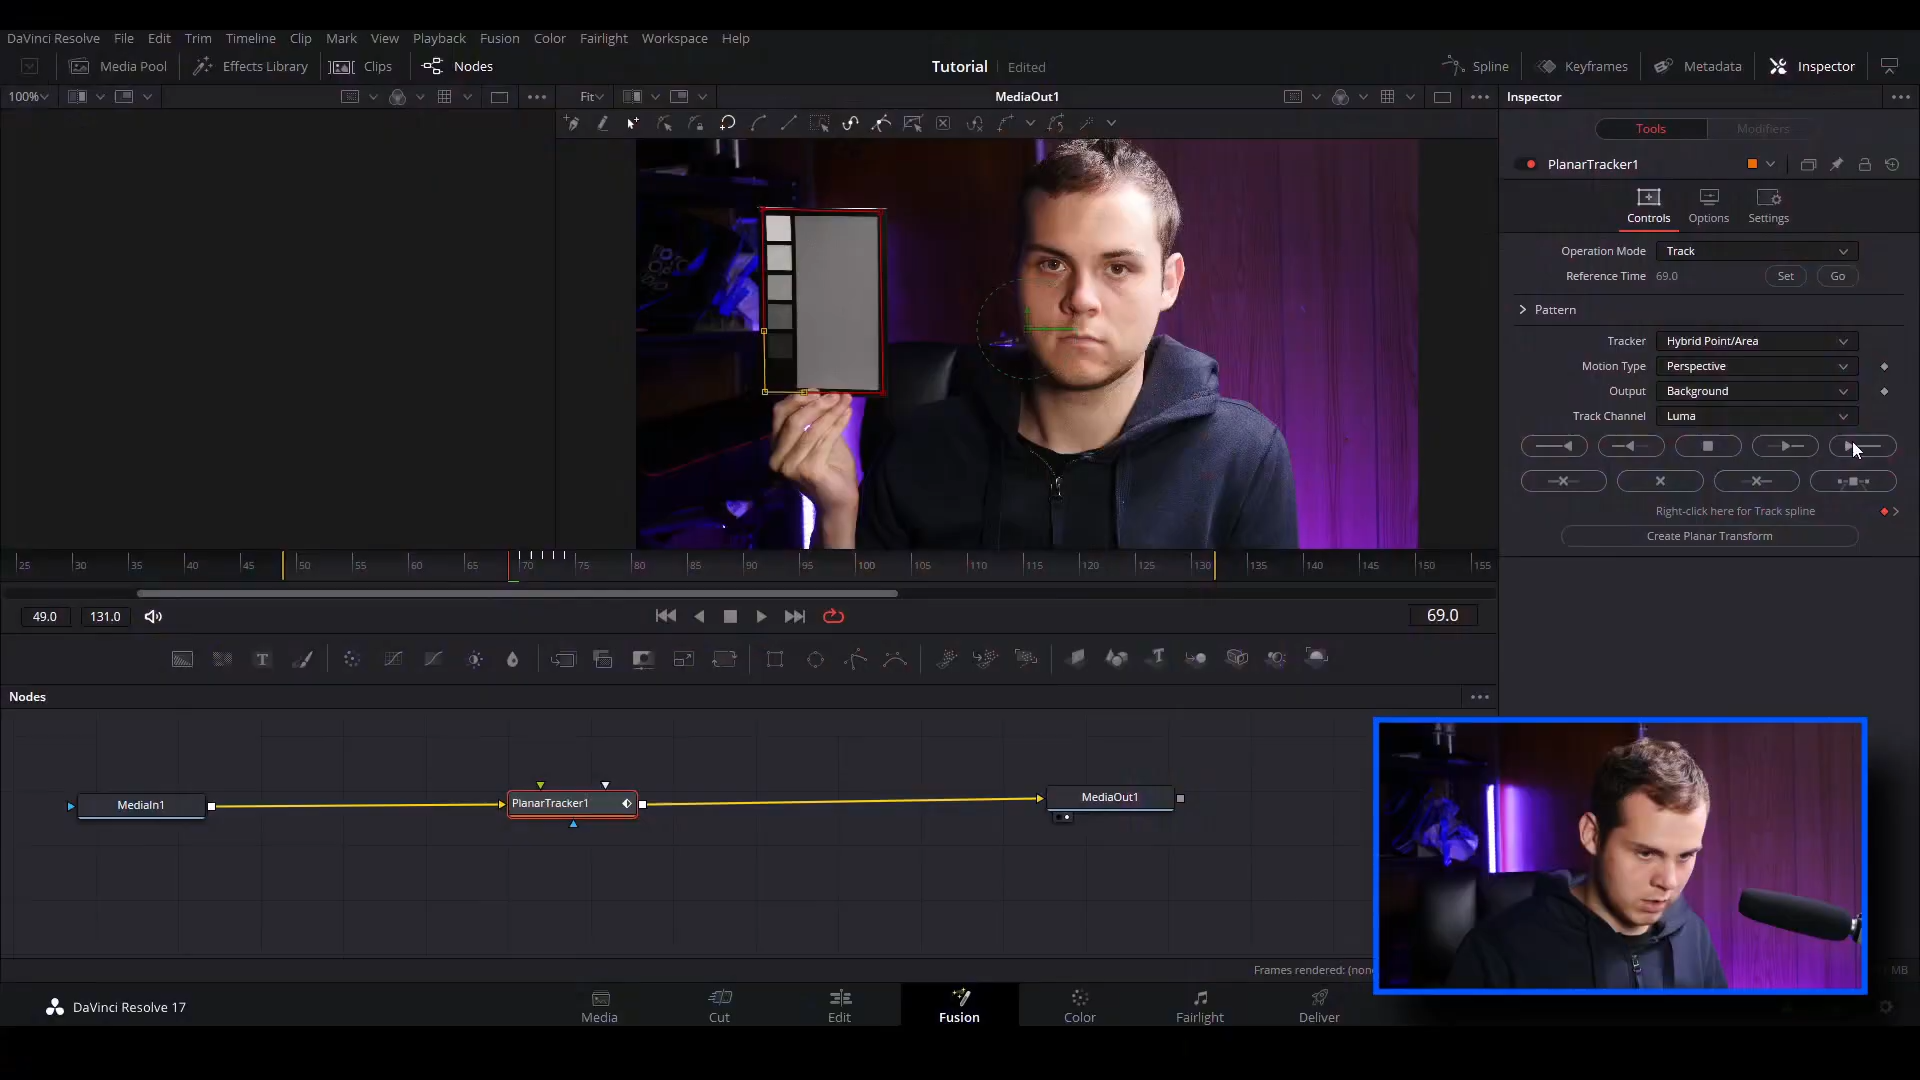 DaVinci Resolve File Edit Trim Timeline Clip Mark View Playback Fusion Color Fairlight Workspace Help
Media Pool Effects Library Clips Nodes Tutorial Edited Spline Keyframes Metadata Inspector
100% Fit MediaOut1 Inspector
Tools Modifiers
PlanarTracker1
Controls Options Settings
Operation Mode Track
Reference Time 69.0 Set Go
Pattern
Tracker Hybrid Point/Area
Motion Type Perspective
Output Background
Track Channel Luma
Right-click here for Track spline
Create Planar Transform
25 30 35 40 45 50 55 60 65 70 75 80 85 90 95 100 105 110 115 120 125 130 135 140 145 150 155
49.0 131.0 69.0
T T
Nodes
MediaIn1 PlanarTracker1 MediaOut1
Frames rendered: MB
DaVinci Resolve 17 Media Cut Edit Fusion Color Fairlight Deliver